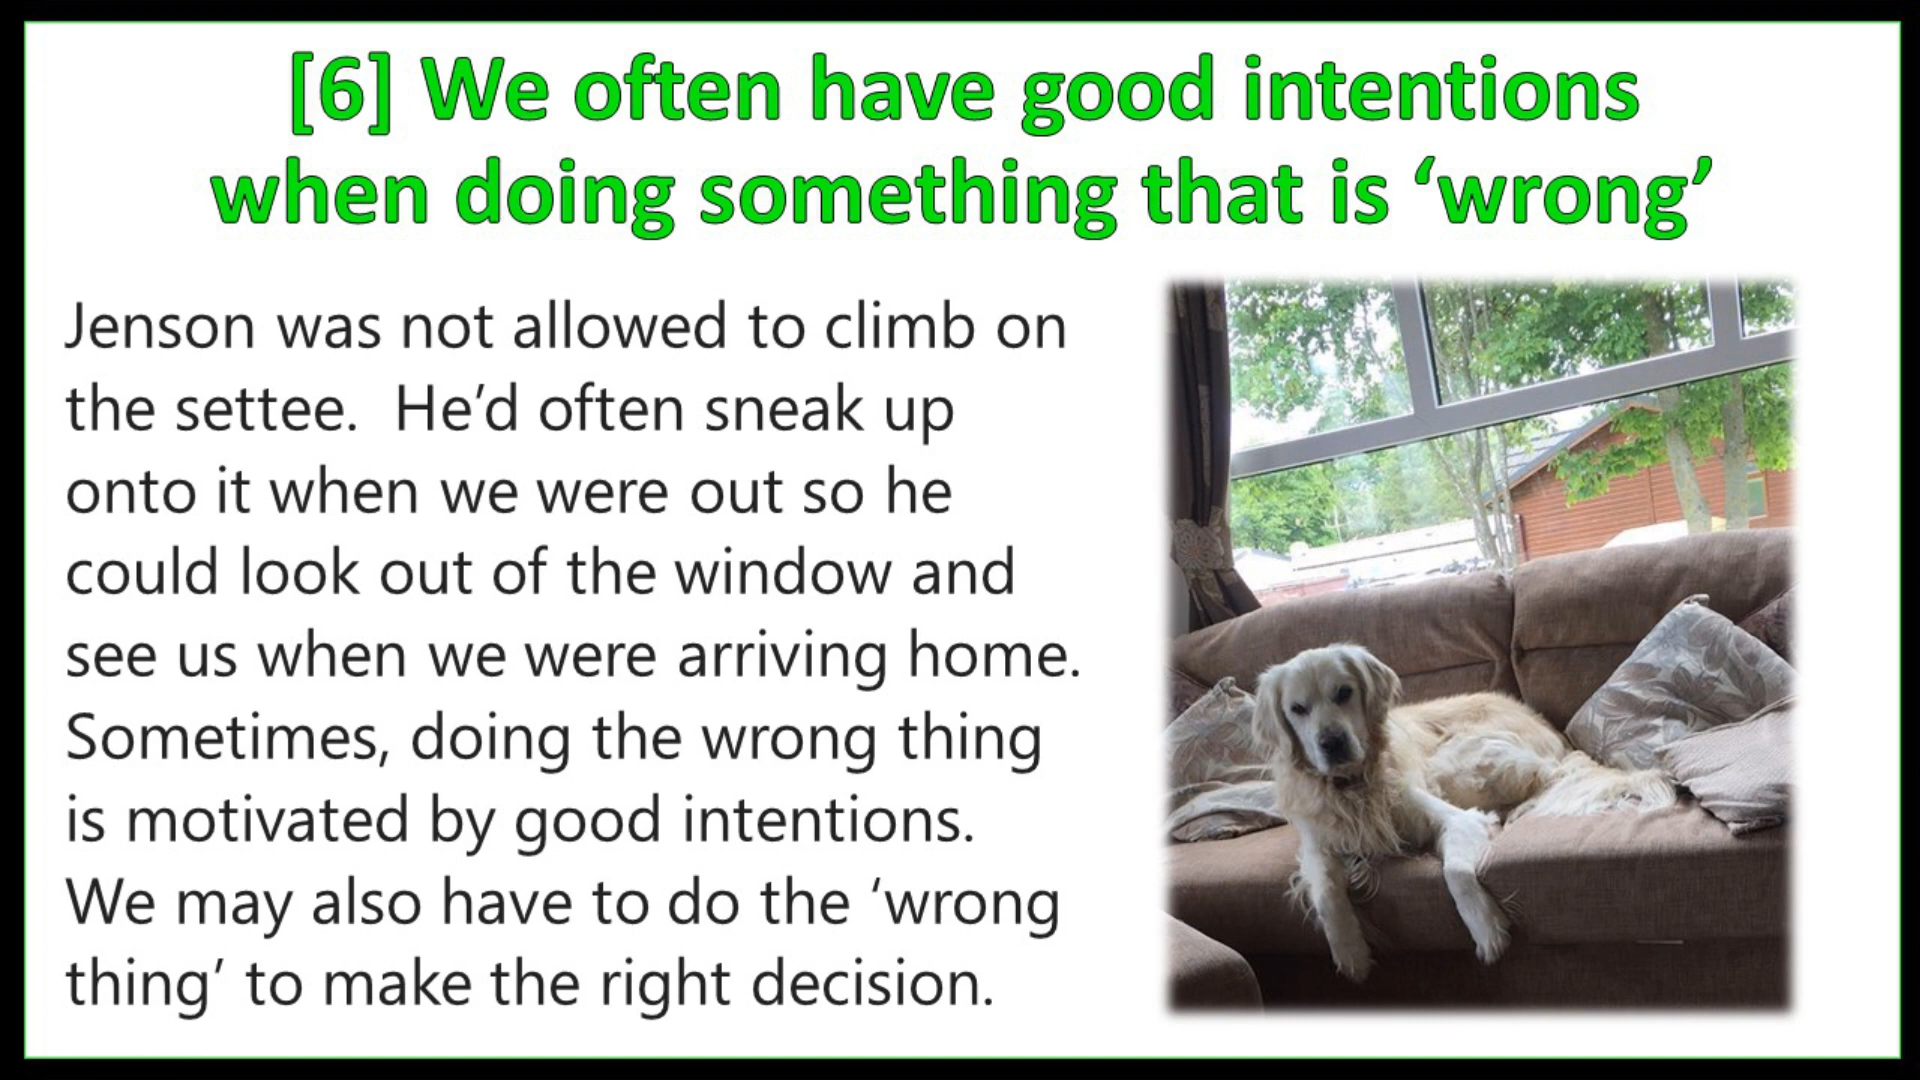 [6] We often have good intentions
when doing something that is ‘wrong’
Jenson was not allowed to climb on
the settee.  He’d often sneak up
onto it when we were out so he
could look out of the window and
see us when we were arriving home.
Sometimes, doing the wrong thing
is motivated by good intentions.
We may also have to do the ‘wrong
thing’ to make the right decision.